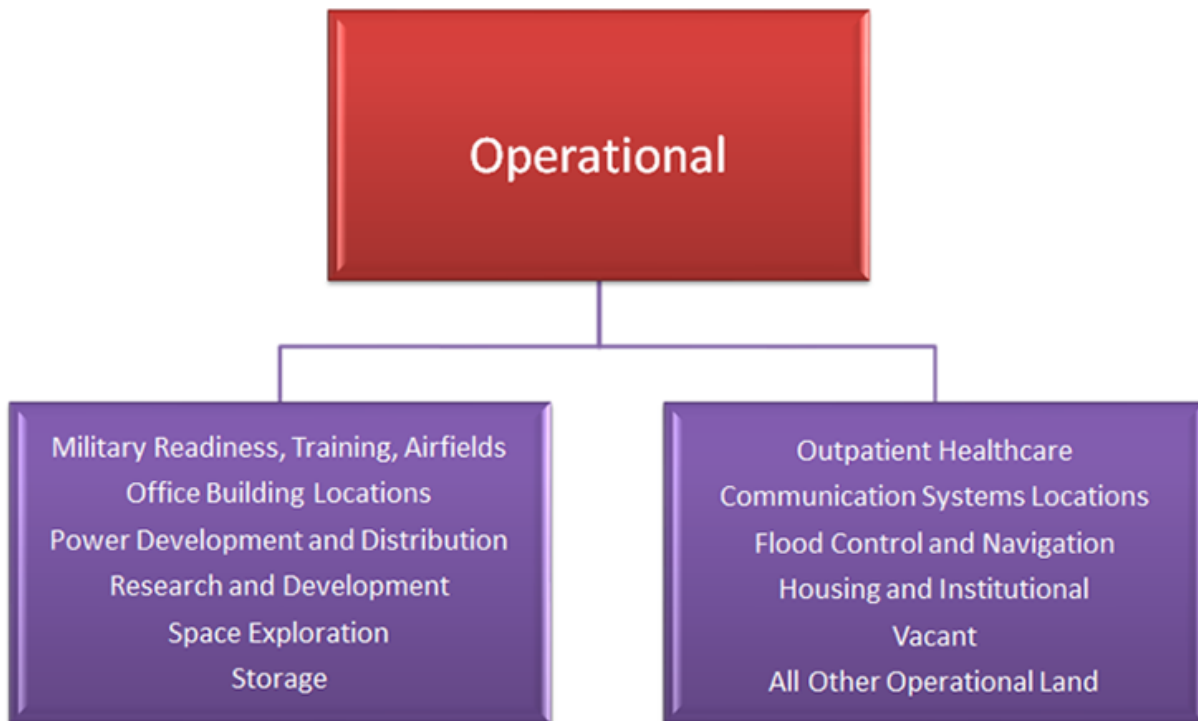 Operational
Military Readiness, Training, Airfields
Office Building Locations
Power Development and Distribution
Research and Development
Space Exploration
Storage
Outpatient Healthcare
Communication Systems Locations
Flood Control and Navigation
Housing and Institutional
Vacant
All Other Operational Land